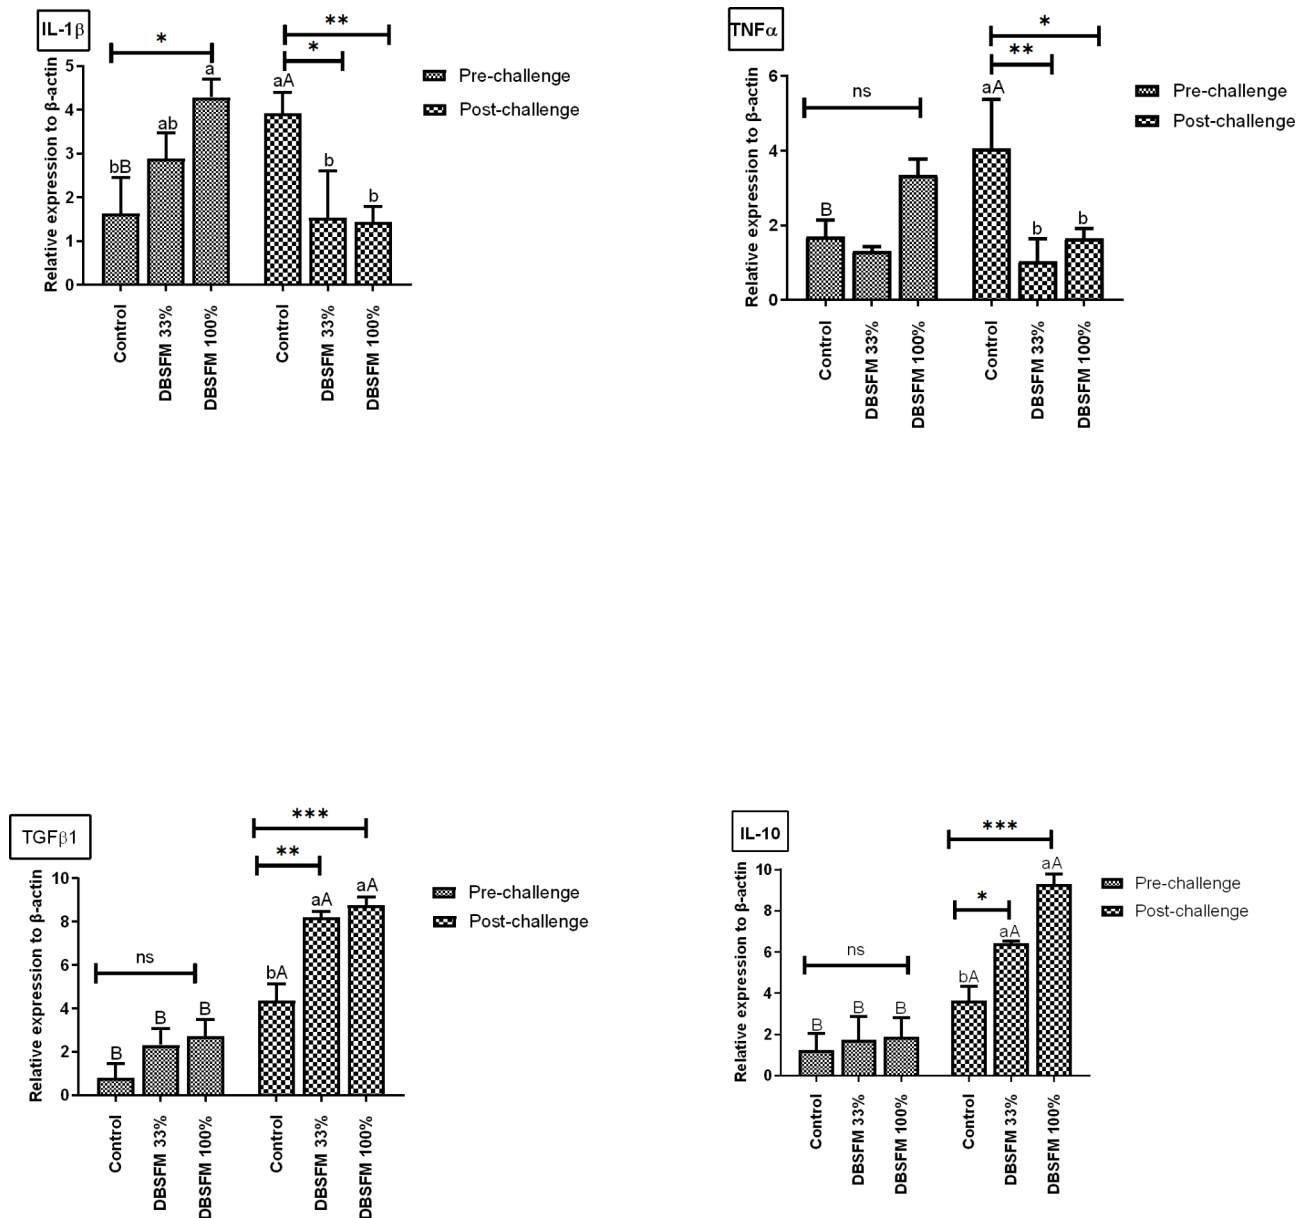 IL-1β
Relative expression to β-actin
5
4
3
2
1
0
*
**
*
bB
ab
a
aA
b
b
Control
DBSFM 33%
DBSFM 100%
Control
DBSFM 33%
DBSFM 100%
Pre-challenge
Post-challenge
TNFα
Relative expression to β-actin
6
4
2
0
ns
*
**
B
aA
b
b
Control
DBSFM 33%
DBSFM 100%
Control
DBSFM 33%
DBSFM 100%
Pre-challenge
Post-challenge
TGFβ1
Relative expression to β-actin
10
8
6
4
2
0
ns
***
**
B
B
B
bA
aA
aA
Control
DBSFM 33%
DBSFM 100%
Control
DBSFM 33%
DBSFM 100%
Pre-challenge
Post-challenge
IL-10
Relative expression to β-actin
10
8
6
4
2
0
ns
***
*
B
B
B
bA
aA
aA
Control
DBSFM 33%
DBSFM 100%
Control
DBSFM 33%
DBSFM 100%
Pre-challenge
Post-challenge